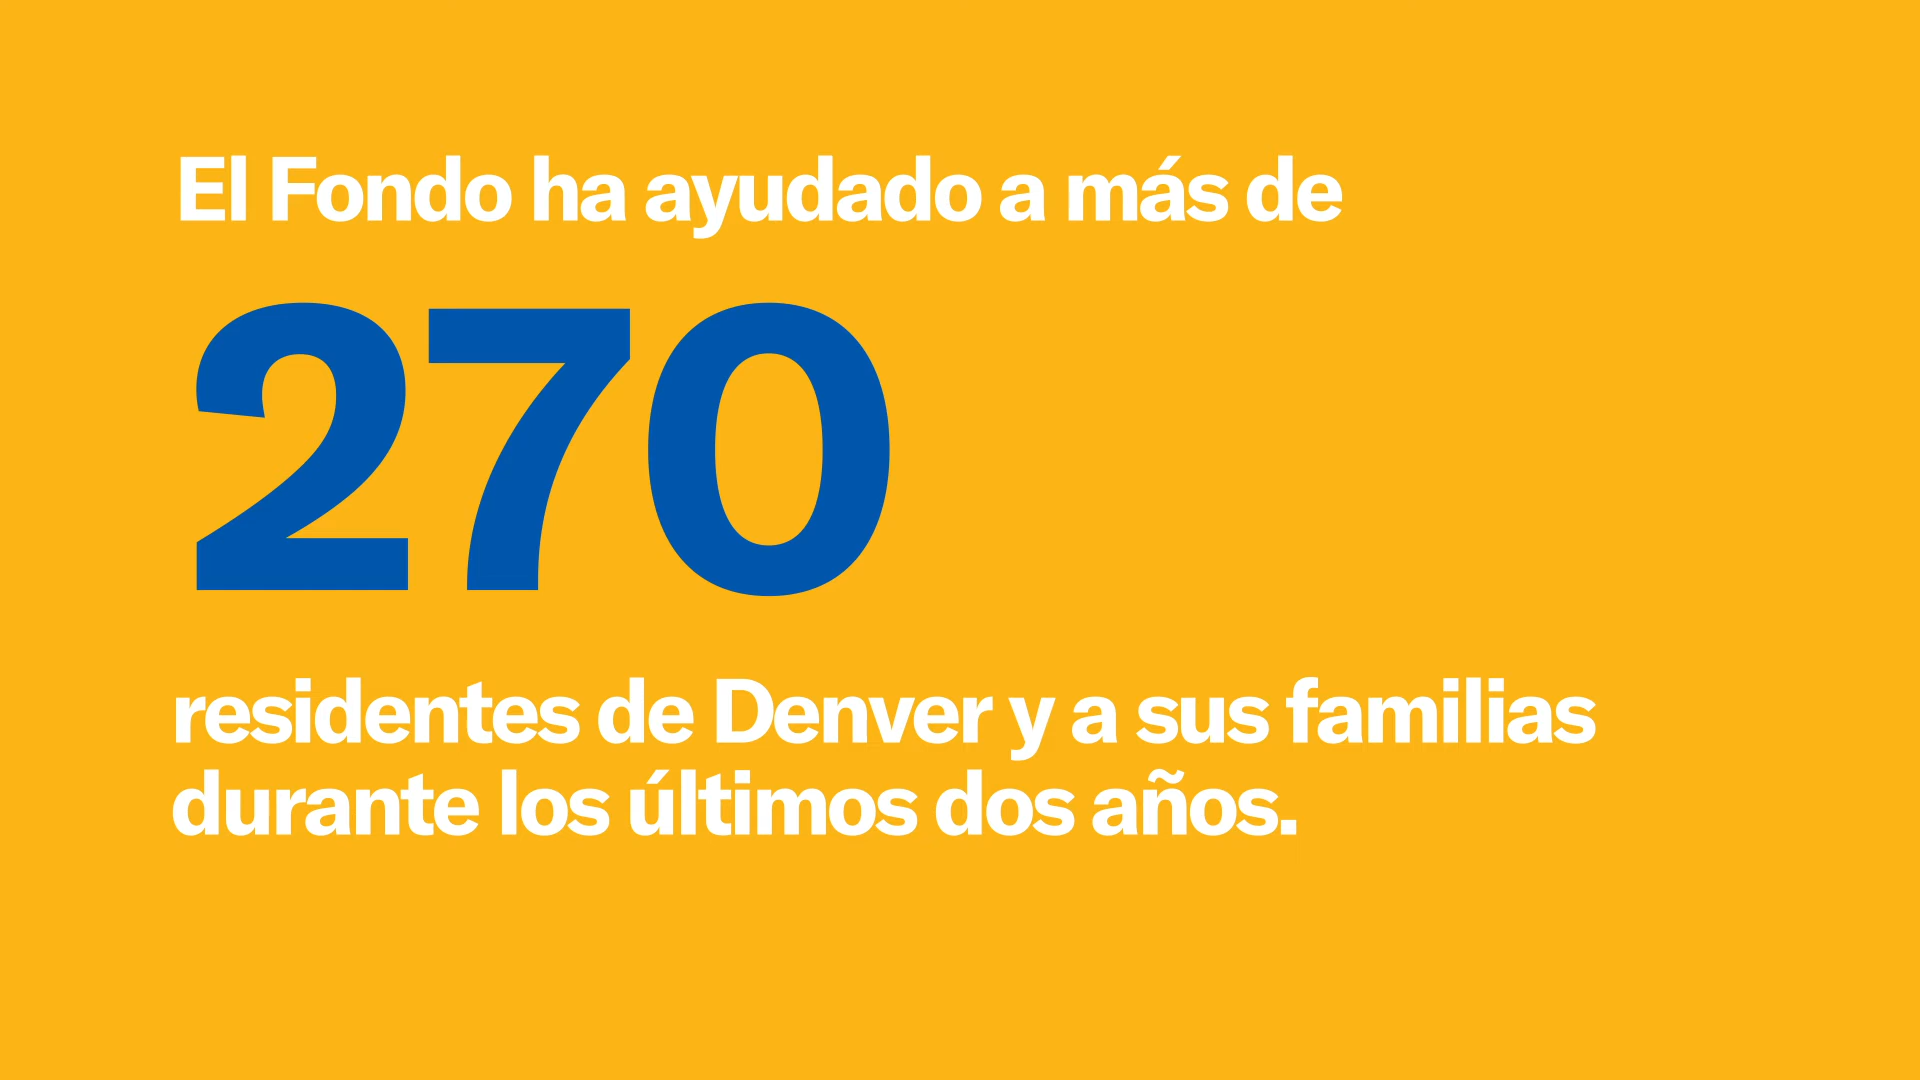 El Fondo ha ayudado a más de
270
residentes de Denver y a sus familias
durante los últimos dos años.